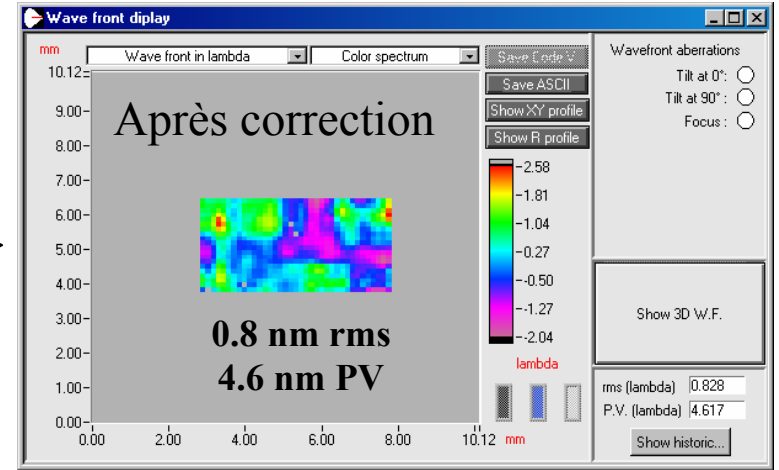 Wave front diplay
mm
Wave front in lambda
Color spectrum
Save Code V
Save ASCII
Show XY profile
Show R profile
Wavefront aberrations
Tilt at 0°:
Tilt at 90° :
Focus :
10.12
9.00
8.00
7.00
6.00
5.00
4.00
3.00
2.00
1.00
0.00
Après correction
0.8 nm rms
4.6 nm PV
0.00 2.00 4.00 6.00 8.00 10.12 mm
2.58
1.81
1.04
0.27
-0.50
-1.27
-2.04
lambda
Show 3D W.F.
rms (lambda) 0.828
P.V. (lambda) 4.617
Show historic...